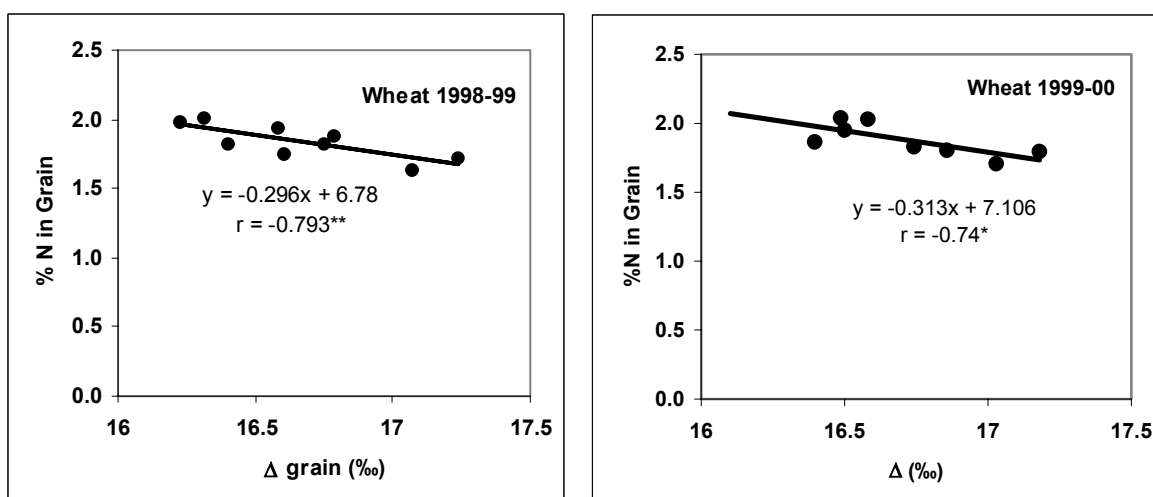 2.5
2.0
1.5
1.0
0.5
0.0
% N in Grain
Wheat 1998-99
y = -0.296x + 6.78
r = -0.793**
16
16.5
17
17.5
Δ grain (‰)
2.5
2.0
1.5
1.0
0.5
0.0
%N in Grain
Wheat 1999-00
y = -0.313x + 7.106
r = -0.74*
16
16.5
17
17.5
Δ (‰)